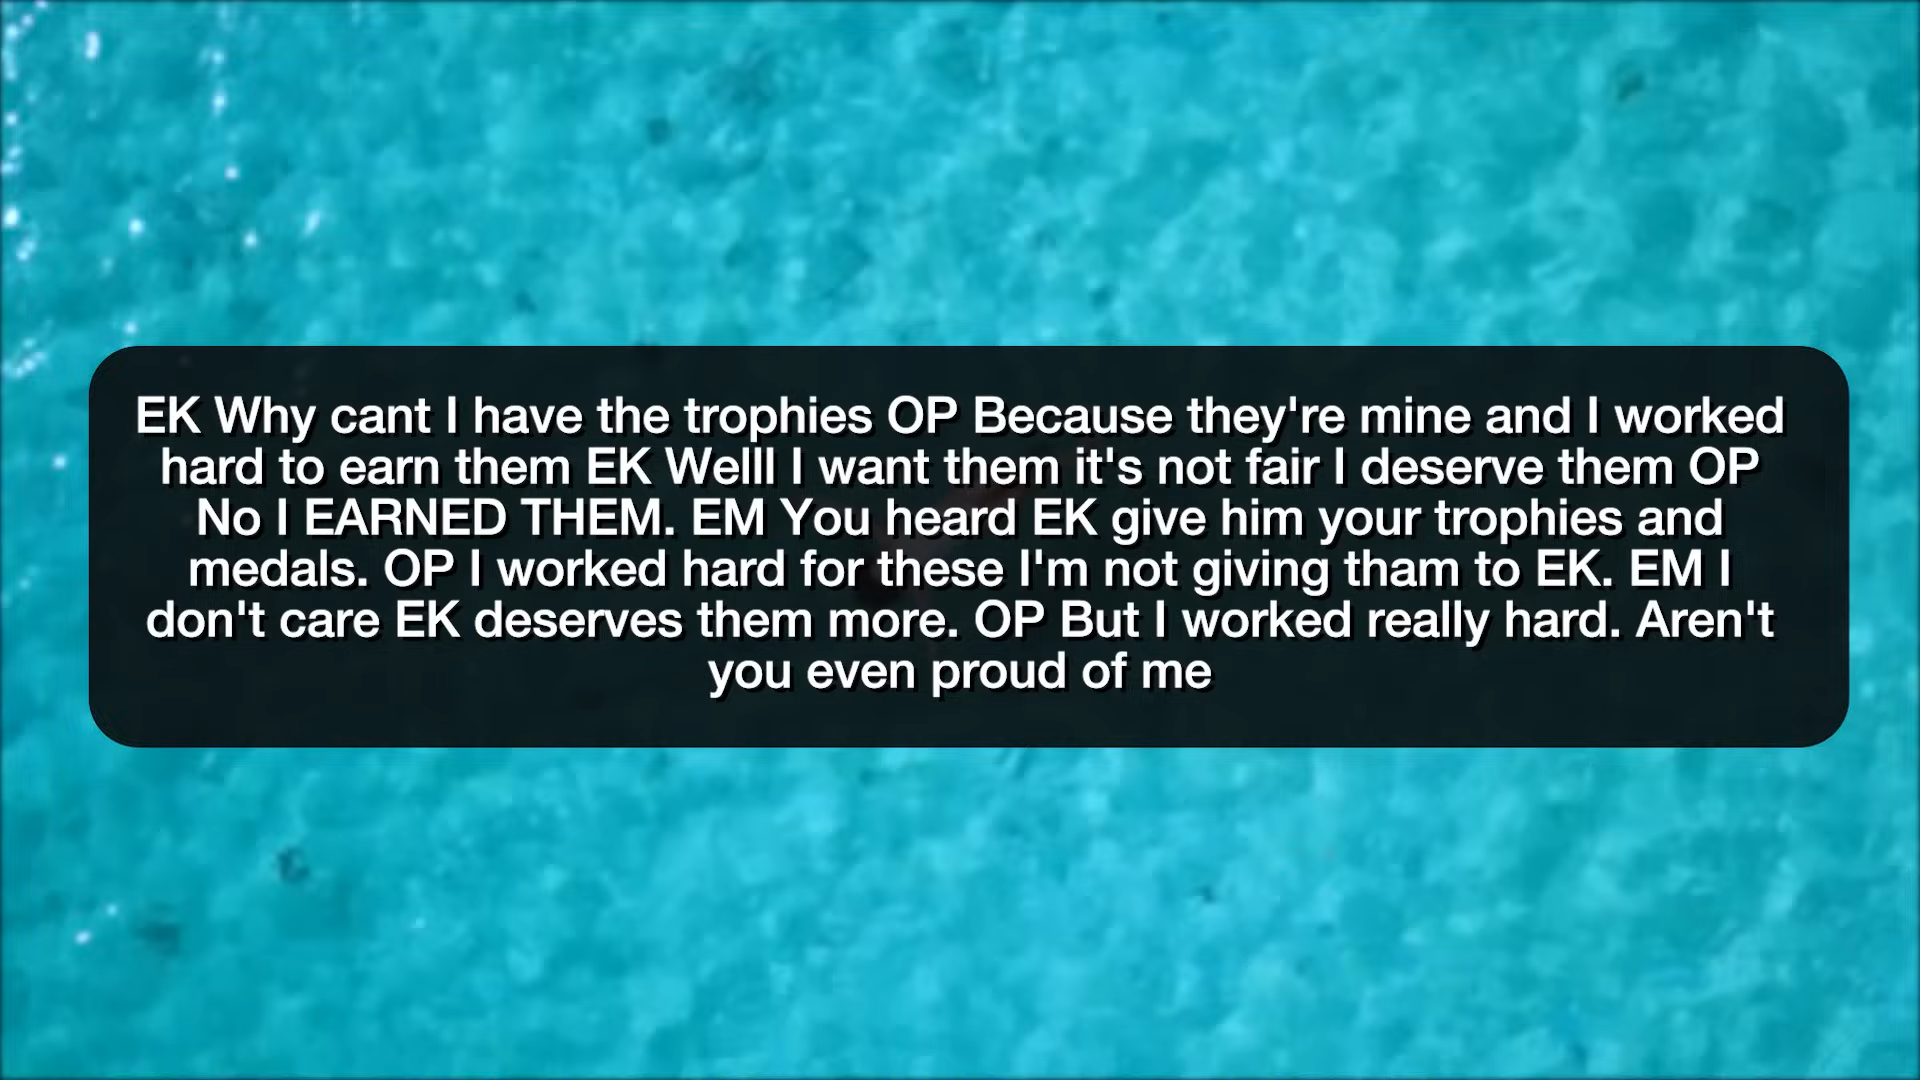 EK Why cant I have the trophies OP Because they're mine and I worked
hard to earn them EK Welll I want them it's not fair I deserve them OP
No I EARNED THEM. EM You heard EK give him your trophies and
medals. OP I worked hard for these I'm not giving tham to EK. EM I
don't care EK deserves them more. OP But I worked really hard. Aren't
you even proud of me